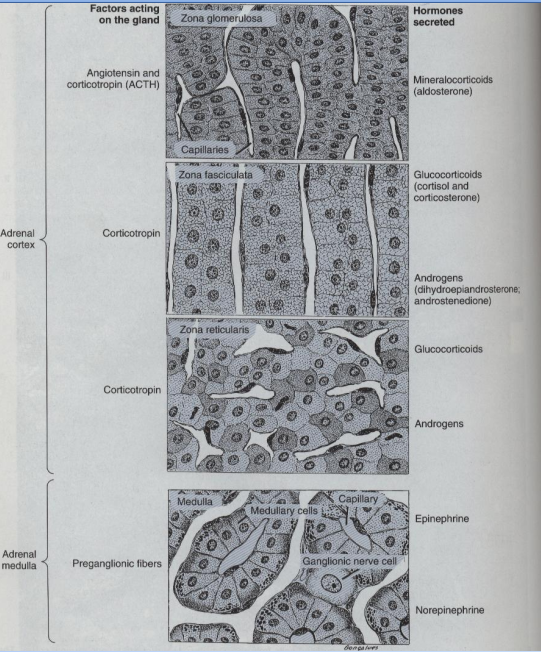 Factors acting
on the gland
Hormones
secreted
Zona glomerulosa
Angiotensin and
corticotropin (ACTH)
Mineralocorticoids
(aldosterone)
Capillaries
Zona fasciculata
Glucocorticoids
(cortisol and
corticosterone)
Adrenal
cortex
Corticotropin
Androgens
(dihydroepiandrosterone;
androstenedione)
Zona reticularis
Glucocorticoids
Corticotropin
Androgens
Medulla
Capillary
Medullary cells
Epinephrine
Ganglionic nerve cell
Adrenal
medulla
Preganglionic fibers
Norepinephrine